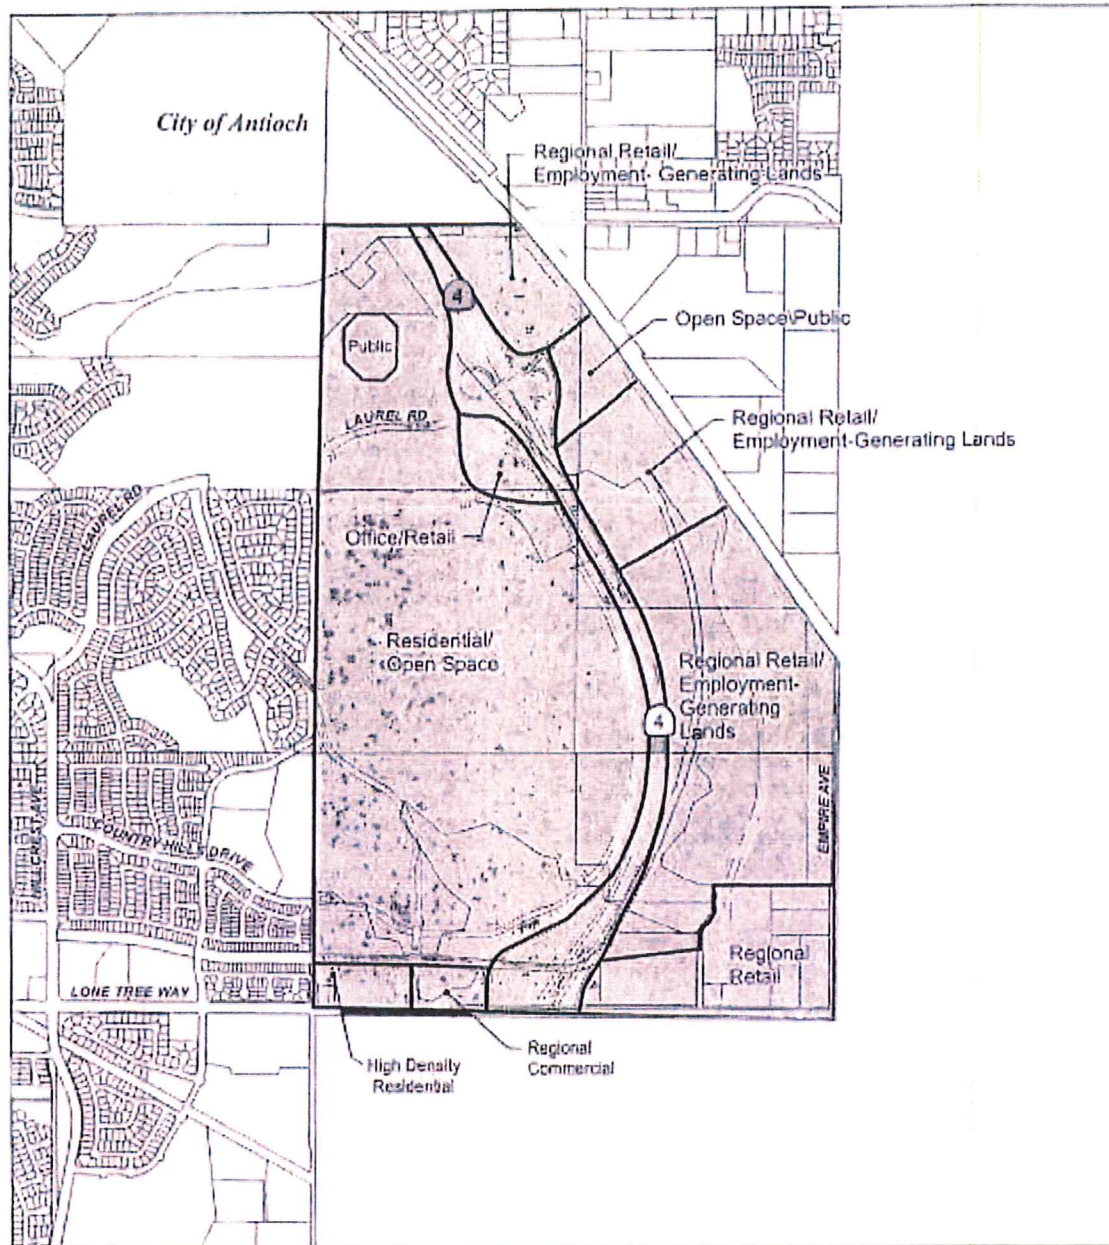 City of Antioch
Regional Retail/
Employment- Generating Lands
4
Open Space\Public
Public
Regional Retail/
Employment-Generating Lands
LAUREL RD
LAUREL RD
Office/Retail
Residential/
Open Space
Regional Retail/
Employment-
Generating
Lands
4
EMPIRE AVE
HILLCREST AVE
COUNTRY HILLS DRIVE
Regional
Retail
LONE TREE WAY
High Density
Residential
Regional
Commercial